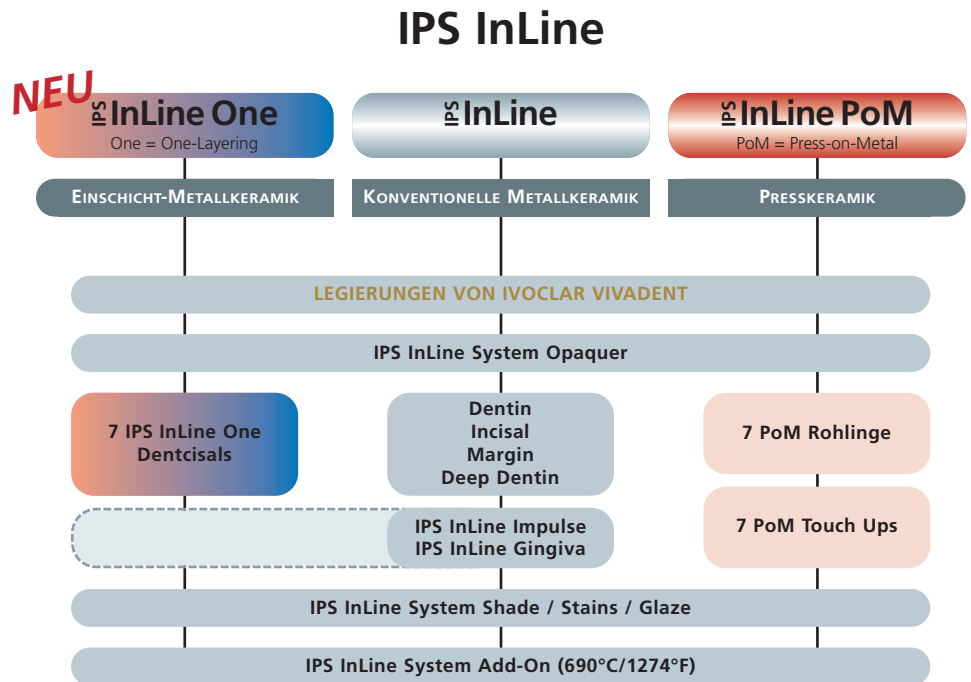 IPS InLine
NEU
IPS InLine One
One = One-Layering
IPS InLine
IPS InLine PoM
PoM = Press-on-Metal
EINSCHICHT-METALLKERAMIK
KONVENTIONELLE METALLKERAMIK
PRESSKERAMIK
LEGIERUNGEN VON IVOCLAR VIVADENT
IPS InLine System Opaquer
7 IPS InLine One
Dentcisals
Dentin
Incisal
Margin
Deep Dentin
7 PoM Rohlinge
IPS InLine Impulse
IPS InLine Gingiva
7 PoM Touch Ups
IPS InLine System Shade / Stains / Glaze
IPS InLine System Add-On (690°C/1274°F)